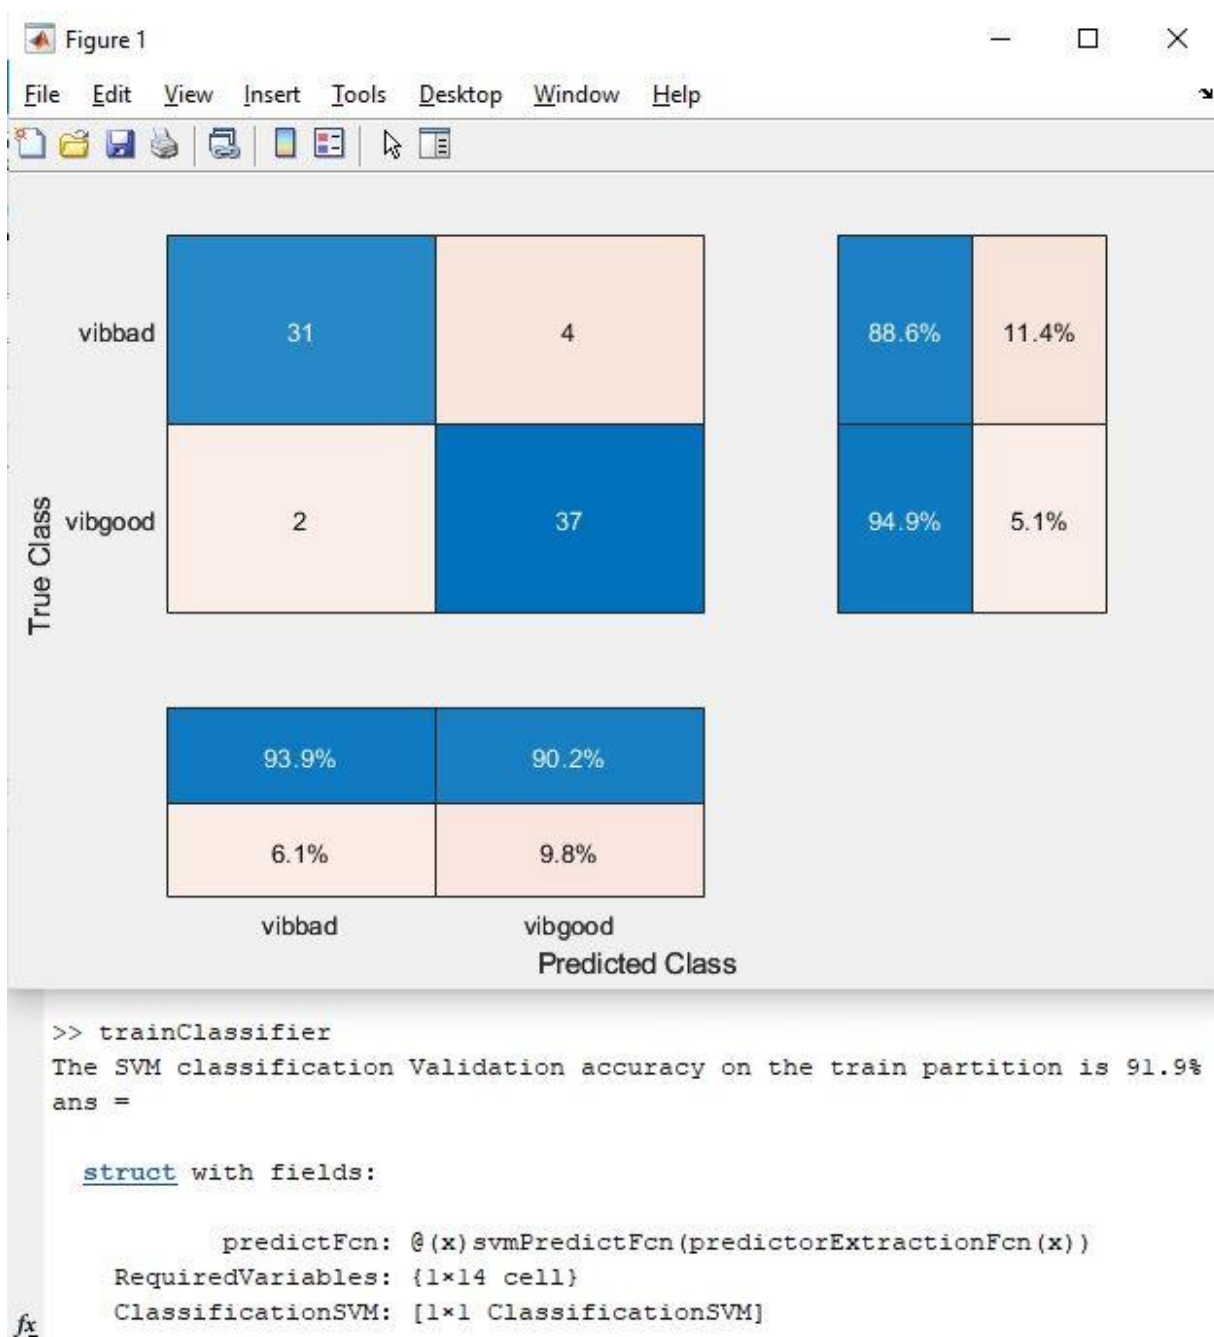 Figure 1
File Edit View Insert Tools Desktop Window Help
vibbad 31 4 88.6% 11.4%
vibgood 2 37 94.9% 5.1%
True Class
93.9% 90.2%
6.1% 9.8%
vibbad vibgood
Predicted Class
>> trainClassifier
The SVM classification Validation accuracy on the train partition is 91.9%
ans =
struct with fields:
predictFcn: @(x)svmPredictFcn(predictorExtractionFcn(x))
RequiredVariables: {1×14 cell}
ClassificationSVM: [1×1 ClassificationSVM]
fx